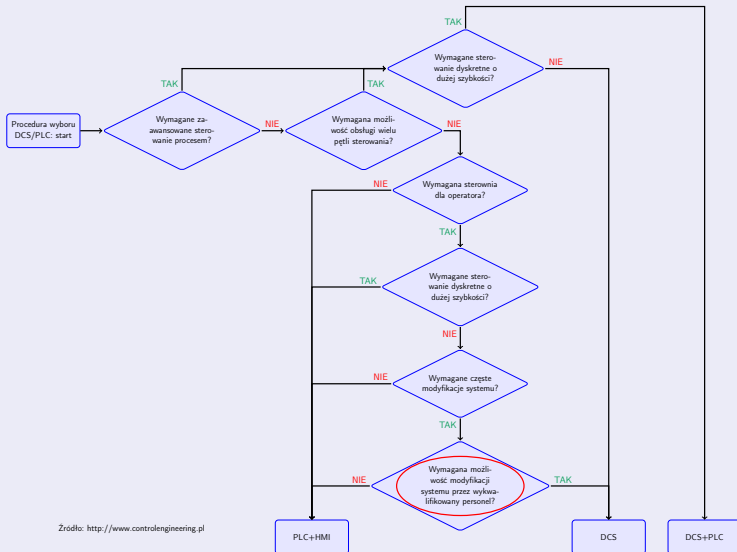 TAK
Wymagane stero-
wanie dyskretne o
dużej szybkości?
NIE
TAK
TAK
Procedura wyboru
DCS/PLC: start
Wymagane za-
awansowane stero-
wanie procesem?
NIE
Wymagana możli-
wość obsługi wielu
pętli sterowania?
NIE
NIE
Wymagana sterownia
dla operatora?
TAK
TAK
Wymagane stero-
wanie dyskretne o
dużej szybkości?
NIE
NIE
Wymagane częste
modyfikacje systemu?
TAK
NIE
Wymagana możli-
wość modyfikacji
systemu przez wykwa-
lifikowany personel?
TAK
Źródło: http://www.controlengineering.pl
PLC+HMI
DCS
DCS+PLC